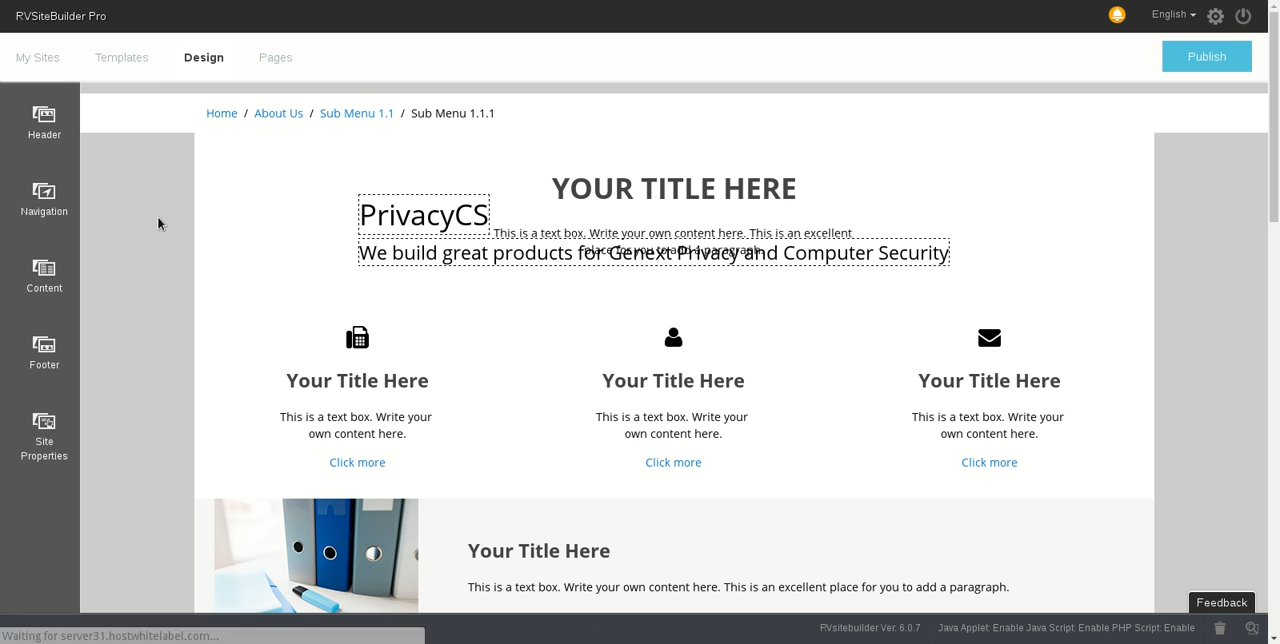 RVSiteBuilder Pro
English
My Sites Templates Design Pages
Publish
Header
Navigation
Content
Footer
Site
Properties
Home / About Us / Sub Menu 1.1 / Sub Menu 1.1.1
YOUR TITLE HERE
PrivacyCS
This is a text box. Write your own content here. This is an excellent
place for you to add a paragraph.
We build great products for Genext Privacy and Computer Security
Your Title Here
This is a text box. Write your
own content here.
Click more
Your Title Here
This is a text box. Write your
own content here.
Click more
Your Title Here
This is a text box. Write your
own content here.
Click more
Your Title Here
This is a text box. Write your own content here. This is an excellent place for you to add a paragraph.
Feedback
RVsitebuilder Ver. 6.0.7 Java Applet: Enable Java Script: Enable PHP Script: Enable
Waiting for server31.hostwhitelabel.com...